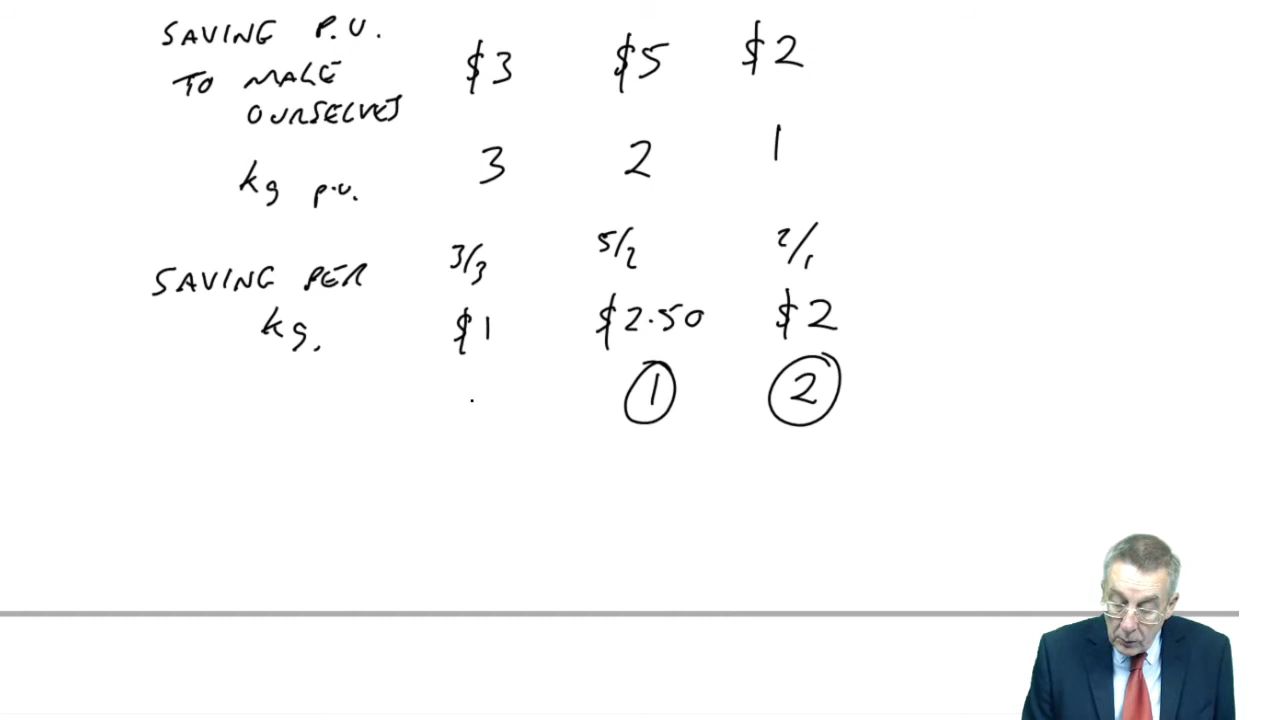 SAVING P.U.
TO MAKE $3 $5 $2
OURSELVES
kg p.u. 3 2 1
3/3 5/2 2/1
SAVING PER
kg. $1 $2.50 $2
1 2